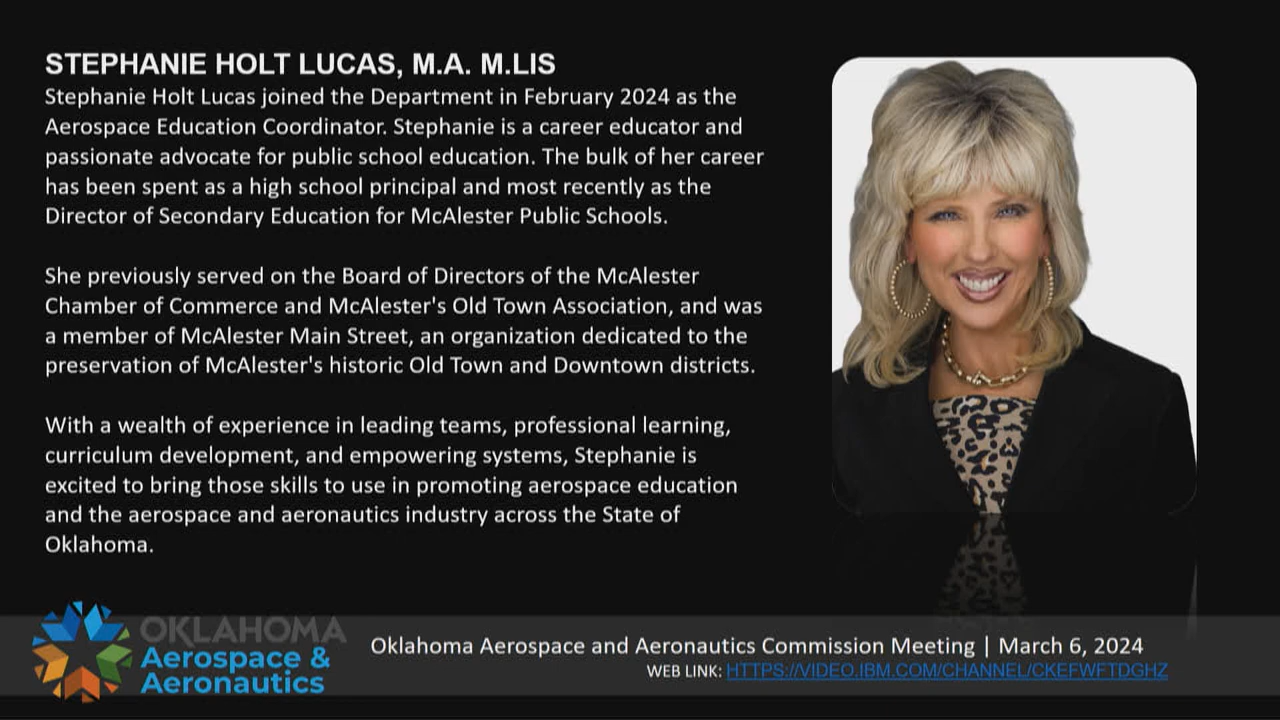 STEPHANIE HOLT LUCAS, M.A. M.LIS
Stephanie Holt Lucas joined the Department in February 2024 as the
Aerospace Education Coordinator. Stephanie is a career educator and
passionate advocate for public school education. The bulk of her career
has been spent as a high school principal and most recently as the
Director of Secondary Education for McAlester Public Schools.
She previously served on the Board of Directors of the McAlester
Chamber of Commerce and McAlester's Old Town Association, and was
a member of McAlester Main Street, an organization dedicated to the
preservation of McAlester's historic Old Town and Downtown districts.
With a wealth of experience in leading teams, professional learning,
curriculum development, and empowering systems, Stephanie is
excited to bring those skills to use in promoting aerospace education
and the aerospace and aeronautics industry across the State of
Oklahoma.
OKLAHOMA
Aerospace &
Aeronautics
Oklahoma Aerospace and Aeronautics Commission Meeting | March 6, 2024
WEB LINK: HTTPS://VIDEO.IBM.COM/CHANNEL/CKEFWFTDGHZ